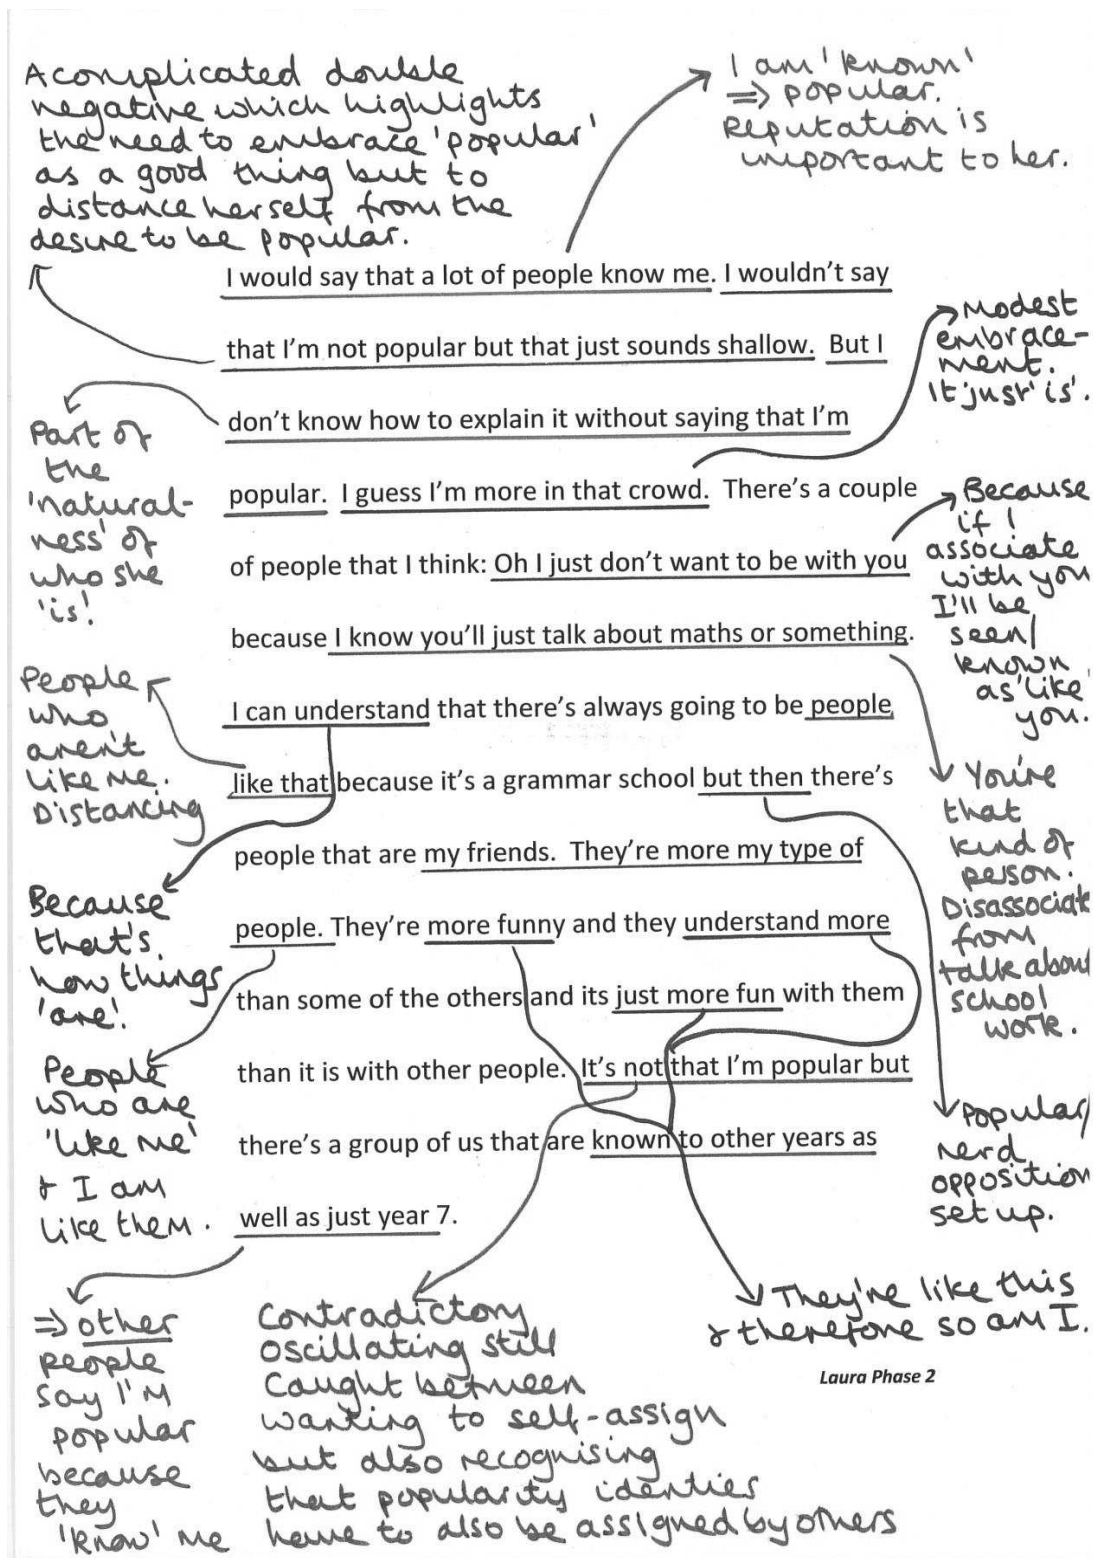 A complicated double
negative which highlights
the need to embrace 'popular'
as a good thing but to
distance herself from the
desire to be popular.
I am 'known'
=> popular.
Reputation is
important to her.
I would say that a lot of people know me. I wouldn't say
that I'm not popular but that just sounds shallow. But I
don't know how to explain it without saying that I'm
popular. I guess I'm more in that crowd. There's a couple
of people that I think: Oh I just don't want to be with you
because I know you'll just talk about maths or something.
I can understand that there's always going to be people
like that because it's a grammar school but then there's
people that are my friends. They're more my type of
people. They're more funny and they understand more
than some of the others and its just more fun with them
than it is with other people. It's not that I'm popular but
there's a group of us that are known to other years as
well as just year 7.
Part of
the
'natural-
ness' of
who she
'is'.
People
who
aren't
like me.
Distancing
Because
that's
how things
'are'.
People
who are
'like me'
& I am
like them.
=> other
people
say I'm
popular
because
they
'know' me
Modest
embrace-
ment.
It 'just' is'.
Because
if I
associate
with you
I'll be
seen/
known
as 'like'
you.
You're
that
kind of
person.
Disassociate
from
talk about
school
work.
Popular/
nerd
opposition
set up.
They're like this
& therefore so am I.
Contradictory
oscillating still
Caught between
wanting to self-assign
but also recognising
that popularity identies
have to also be assigned by others
Laura Phase 2